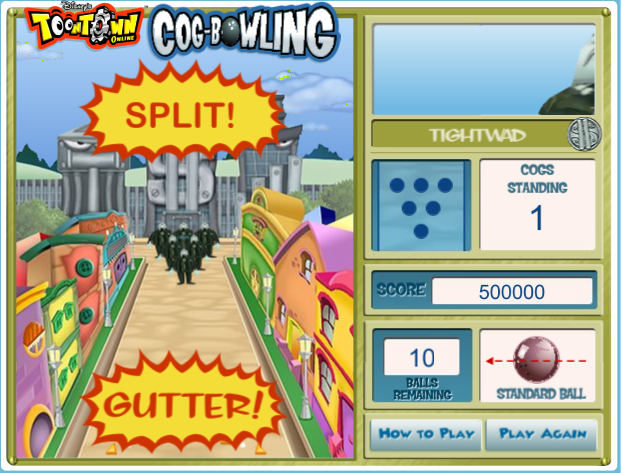 Disney's
TOONTOWN
ONLINE
COG-BOWLING
SPLIT!
GUTTER!
TIGHTWAD
COGS
STANDING
1
SCORE
500000
10
BALLS
REMAINING
STANDARD BALL
HOW TO PLAY
PLAY AGAIN